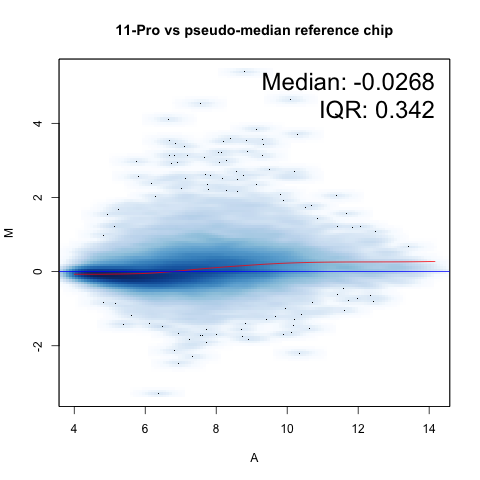 11-Pro vs pseudo-median reference chip
Median: -0.0268
IQR: 0.342
4
2
0
-2
M
4 6 8 10 12 14
A